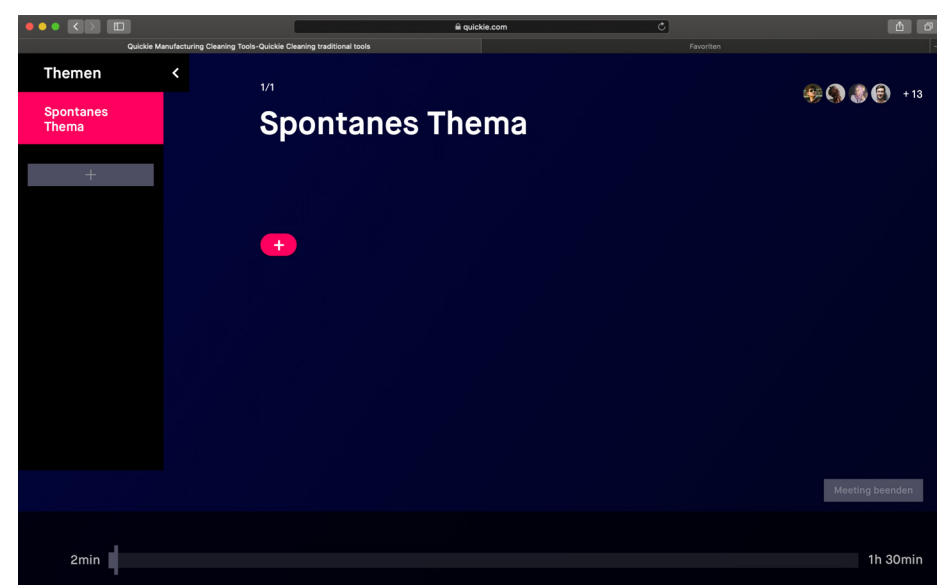 quickie.com
Quickie Manufacturing Cleaning Tools-Quickie Cleaning traditional tools
Favoriten
Themen
Spontanes
Thema
+
1/1
+ 13
Spontanes Thema
+
Meeting beenden
2min
1h 30min